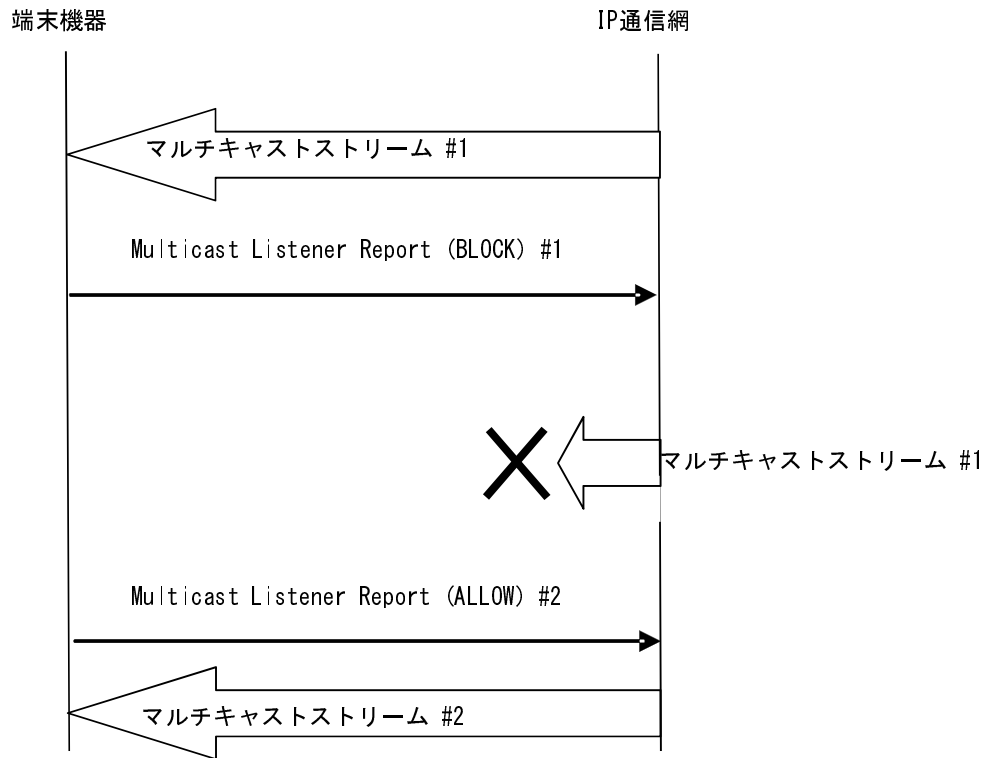 端末機器
IP通信網
マルチキャストストリーム #1
Multicast Listener Report (BLOCK) #1
マルチキャストストリーム #1
Multicast Listener Report (ALLOW) #2
マルチキャストストリーム #2